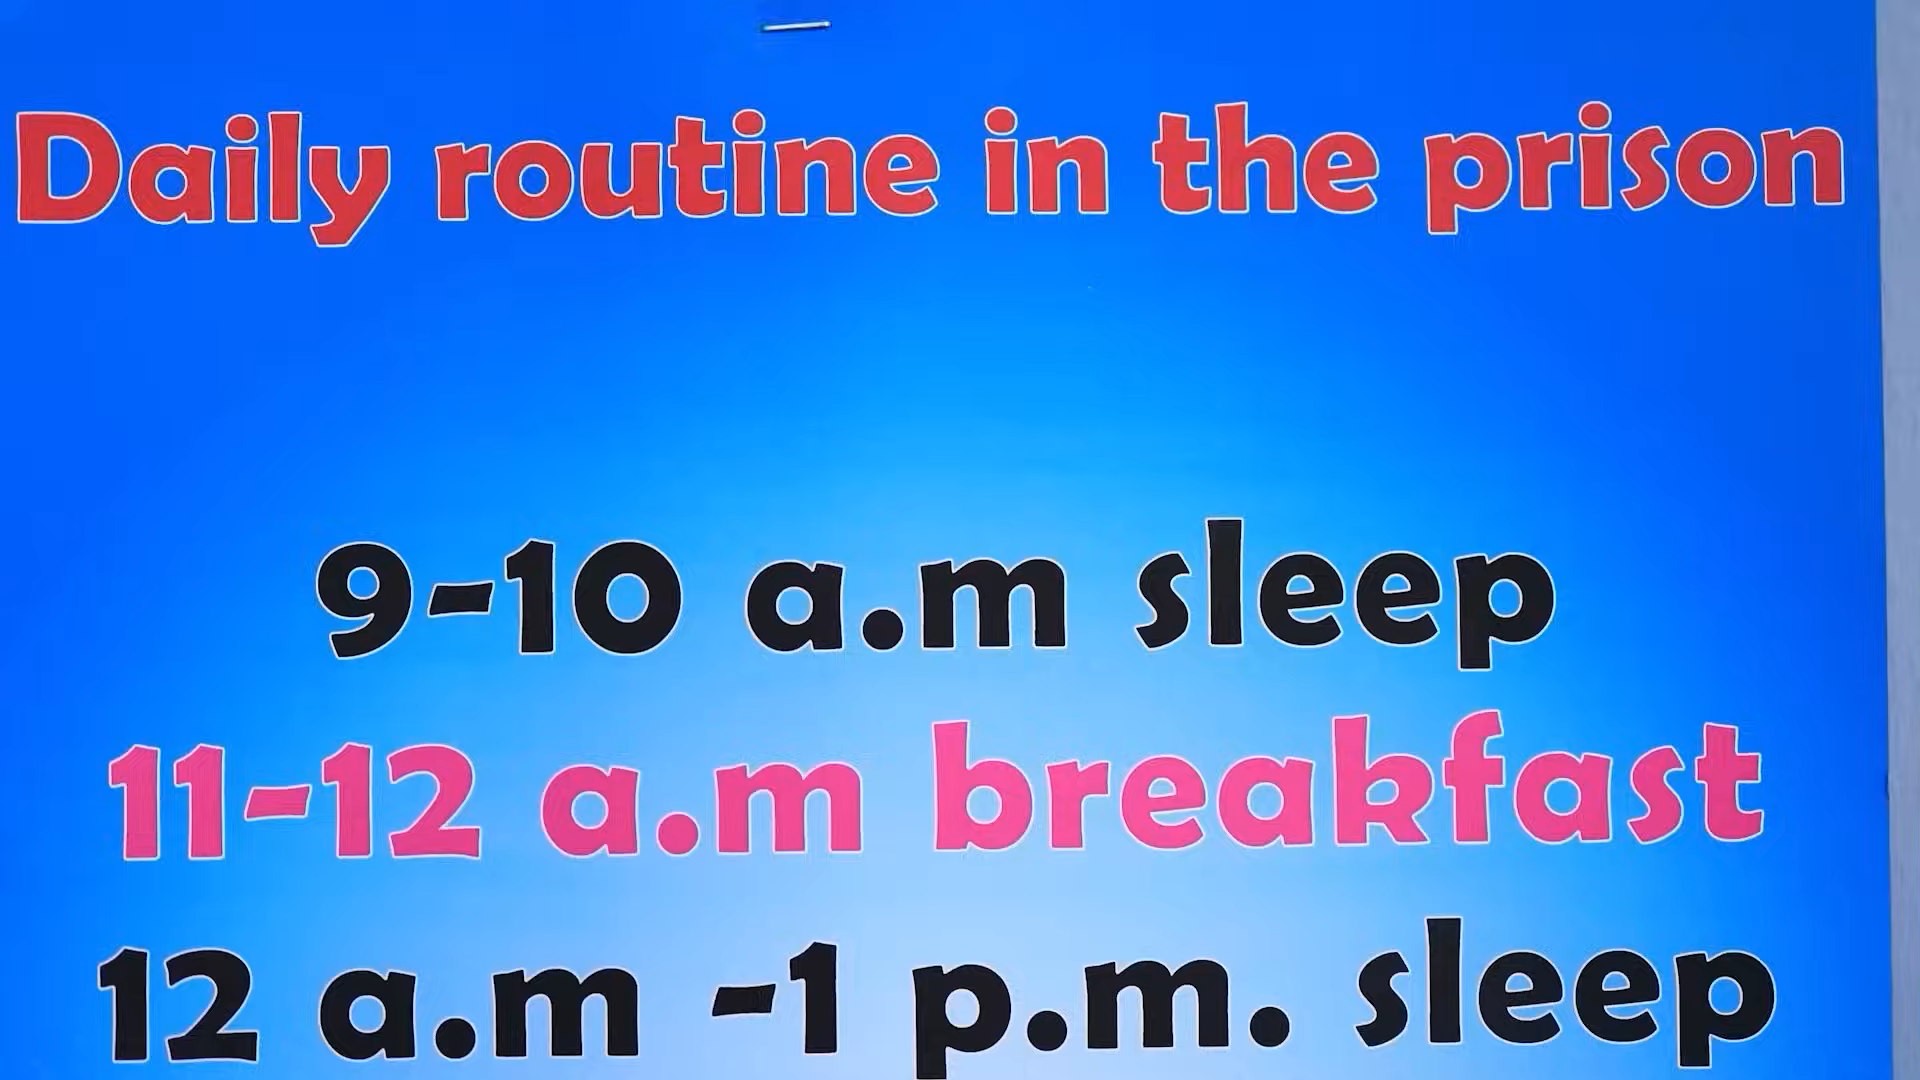 Daily routine in the prison
9-10 a.m sleep
11-12 a.m breakfast
12 a.m -1 p.m. sleep